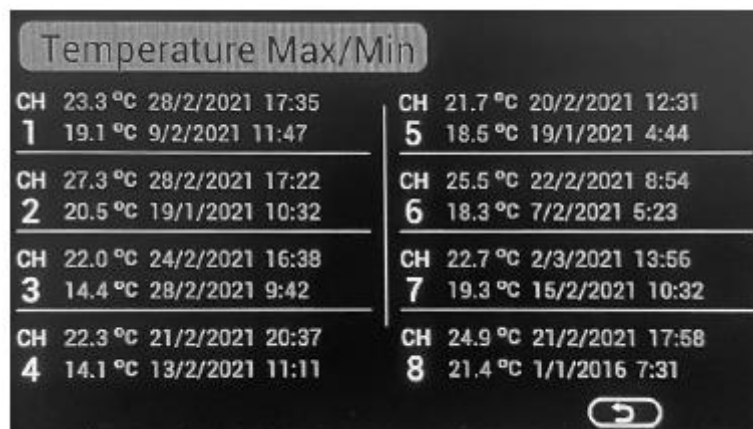 Temperature Max/Min
CH 23.3 °C 28/2/2021 17:35
1 19.1 °C 9/2/2021 11:47
CH 27.3 °C 28/2/2021 17:22
2 20.5 °C 19/1/2021 10:32
CH 22.0 °C 24/2/2021 16:38
3 14.4 °C 28/2/2021 9:42
CH 22.3 °C 21/2/2021 20:37
4 14.1 °C 13/2/2021 11:11
CH 21.7 °C 20/2/2021 12:31
5 18.5 °C 19/1/2021 4:44
CH 25.5 °C 22/2/2021 8:54
6 18.3 °C 7/2/2021 5:23
CH 22.7 °C 2/3/2021 13:56
7 19.3 °C 15/2/2021 10:32
CH 24.9 °C 21/2/2021 17:58
8 21.4 °C 1/1/2016 7:31